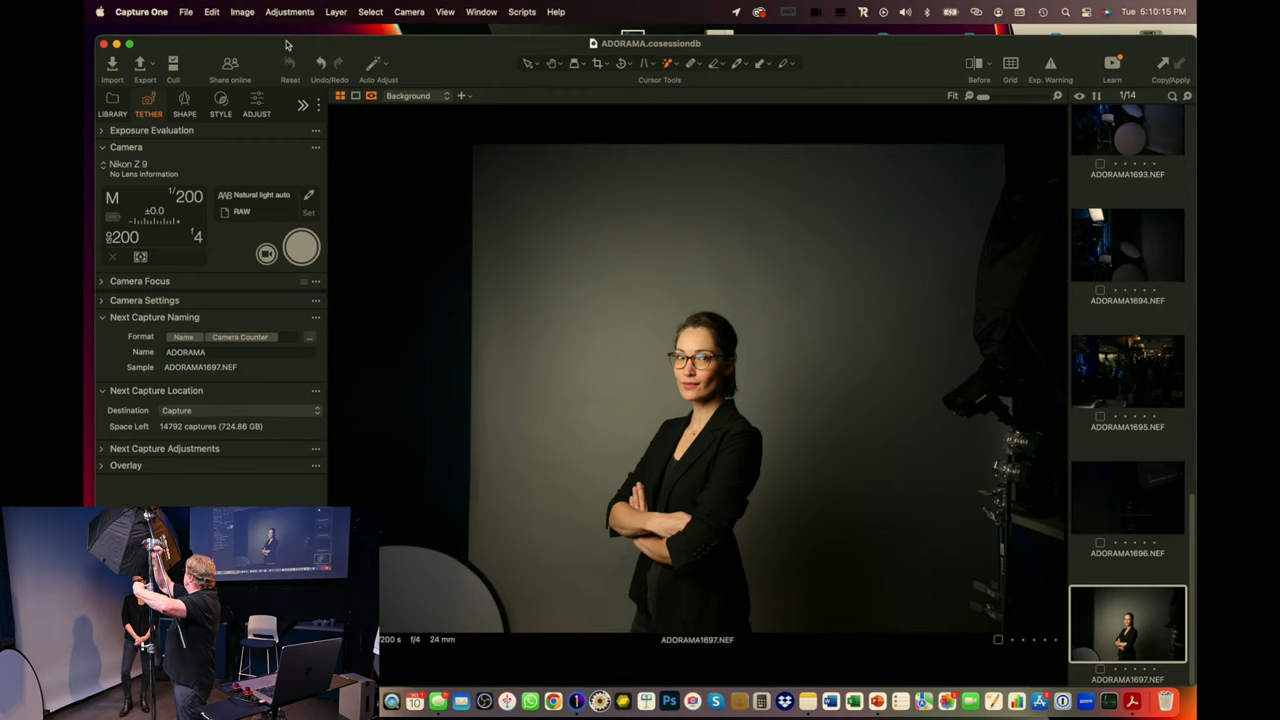 Capture One File Edit Image Adjustments Layer Select Camera View Window Scripts Help Tue 5:10:15 PM
ADORAMA.cosessiondb
Import Export Cull Share online Reset Undo/Redo Auto Adjust Cursor Tools Before Grid Exp. Warning Learn Copy/Apply
LIBRARY TETHER SHAPE STYLE ADJUST
Background
Fit
1/14
Exposure Evaluation
Camera
Nikon Z 9
No Lens Information
M 1/200
±0.0
ISO200 f4
Natural light auto
RAW
Set
Camera Focus
Camera Settings
Next Capture Naming
Format Name Camera Counter ...
Name ADORAMA
Sample ADORAMA1697.NEF
Next Capture Location
Destination Capture
Space Left 14792 captures (724.86 GB)
Next Capture Adjustments
Overlay
ADORAMA1693.NEF
ADORAMA1694.NEF
ADORAMA1695.NEF
ADORAMA1696.NEF
ADORAMA1697.NEF
200 s f/4 24 mm
ADORAMA1697.NEF